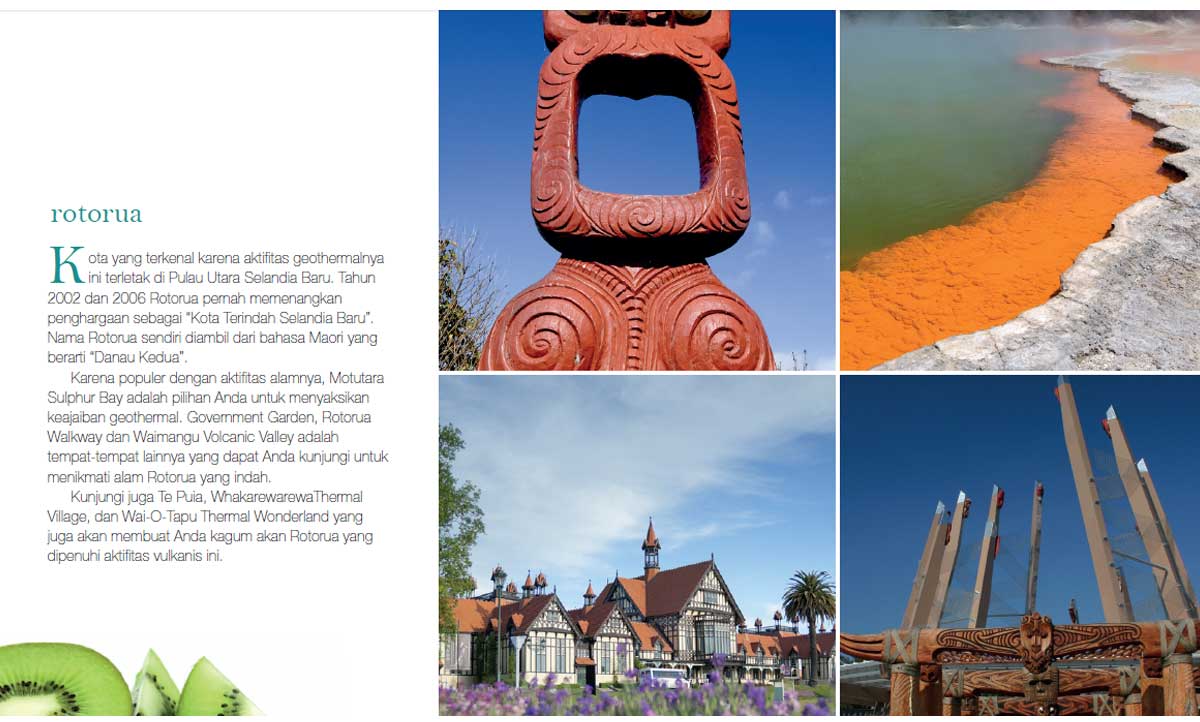 rotorua
Kota yang terkenal karena aktifitas geothermalnya
ini terletak di Pulau Utara Selandia Baru. Tahun
2002 dan 2006 Rotorua pernah memenangkan
penghargaan sebagai “Kota Terindah Selandia Baru”.
Nama Rotorua sendiri diambil dari bahasa Maori yang
berarti “Danau Kedua”.
Karena populer dengan aktifitas alamnya, Motutara
Sulphur Bay adalah pilihan Anda untuk menyaksikan
keajaiban geothermal. Government Garden, Rotorua
Walkway dan Waimangu Volcanic Valley adalah
tempat-tempat lainnya yang dapat Anda kunjungi untuk
menikmati alam Rotorua yang indah.
Kunjungi juga Te Puia, WhakarewarewaThermal
Village, dan Wai-O-Tapu Thermal Wonderland yang
juga akan membuat Anda kagum akan Rotorua yang
dipenuhi aktifitas vulkanis ini.